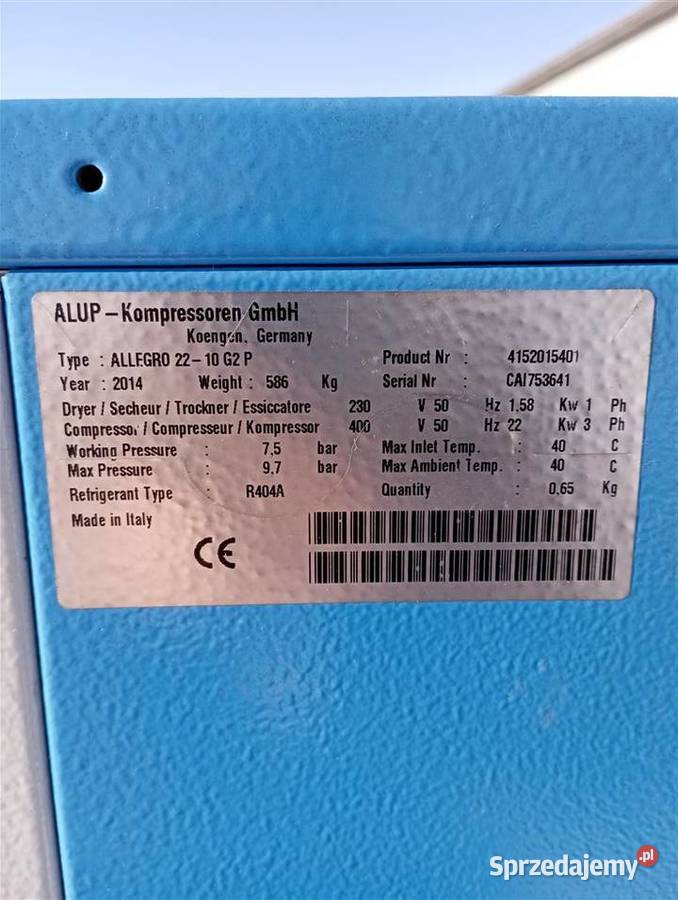 ALUP-Kompressoren GmbH
Koengen, Germany
Type : ALLEGRO 22-10 G2 P Product Nr : 4152015401
Year : 2014 Weight : 586 Kg Serial Nr : CAI753641
Dryer / Secheur / Trockner / Essiccatore 230 V 50 Hz 1,58 Kw 1 Ph
Compressor / Compresseur / Kompressor 400 V 50 Hz 22 Kw 3 Ph
Working Pressure : 7,5 bar Max Inlet Temp. : 40 C
Max Pressure : 9,7 bar Max Ambient Temp. : 40 C
Refrigerant Type : R404A Quantity : 0,65 Kg
Made in Italy
CE
Sprzedajemy.pl